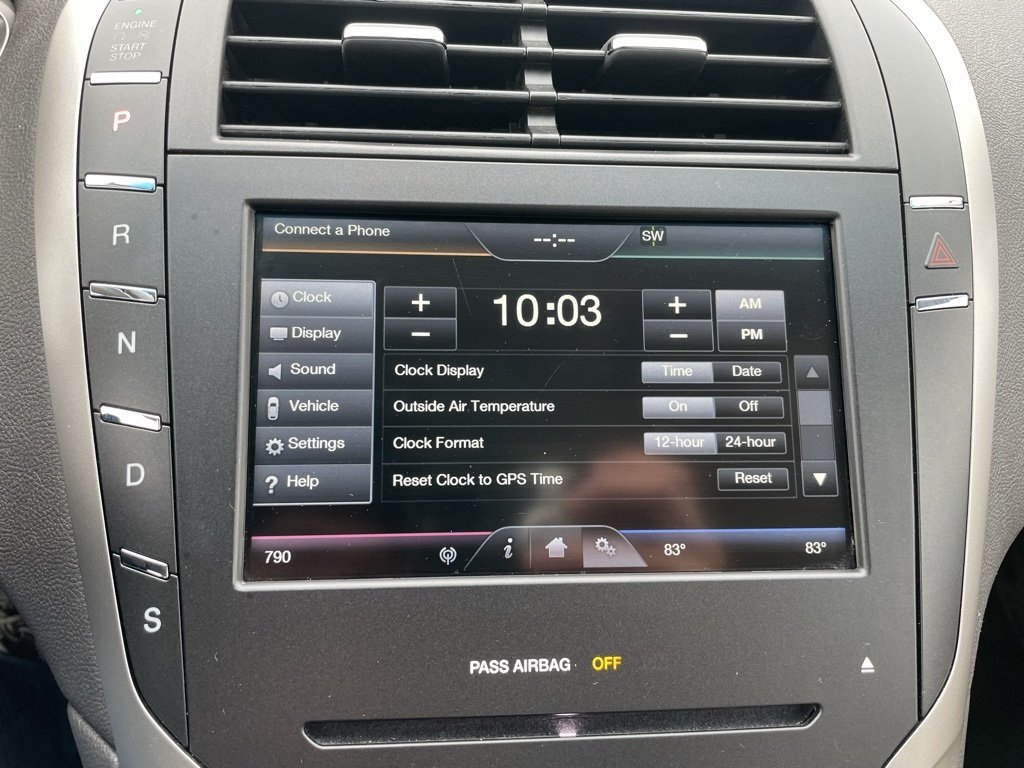 ENGINE
START
STOP
P
R
N
D
S
Connect a Phone --:-- SW
Clock
Display
Sound
Vehicle
Settings
? Help
+ 10:03 + AM
− − PM
Clock Display Time Date
Outside Air Temperature On Off
Clock Format 12-hour 24-hour
Reset Clock to GPS Time Reset
790 i 83° 83°
PASS AIRBAG OFF